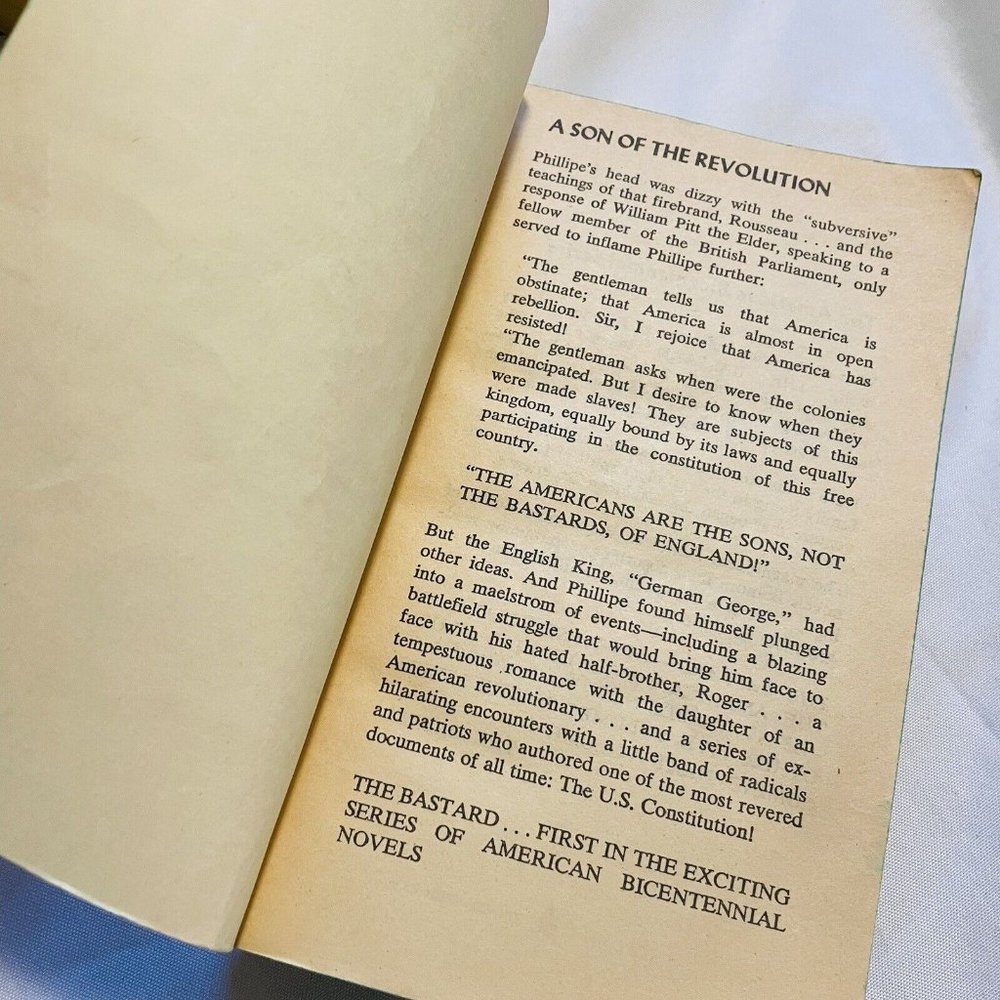 A SON OF THE REVOLUTION
Phillipe's head was dizzy with the "subversive"
teachings of that firebrand, Rousseau . . . and the
response of William Pitt the Elder, speaking to a
fellow member of the British Parliament, only
served to inflame Phillipe further:
"The gentleman tells us that America is
obstinate; that America is almost in open
rebellion. Sir, I rejoice that America has
resisted!
"The gentleman asks when were the colonies
emancipated. But I desire to know when they
were made slaves! They are subjects of this
kingdom, equally bound by its laws and equally
participating in the constitution of this free
country.
"THE AMERICANS ARE THE SONS, NOT
THE BASTARDS, OF ENGLAND!"
But the English King, "German George," had
other ideas. And Phillipe found himself plunged
into a maelstrom of events—including a blazing
battlefield struggle that would bring him face to
face with his hated half-brother, Roger . . . a
tempestuous romance with the daughter of an
American revolutionary . . . and a series of ex-
hilarating encounters with a little band of radicals
and patriots who authored one of the most revered
documents of all time: The U.S. Constitution!
THE BASTARD . . . FIRST IN THE EXCITING
SERIES OF AMERICAN BICENTENNIAL
NOVELS